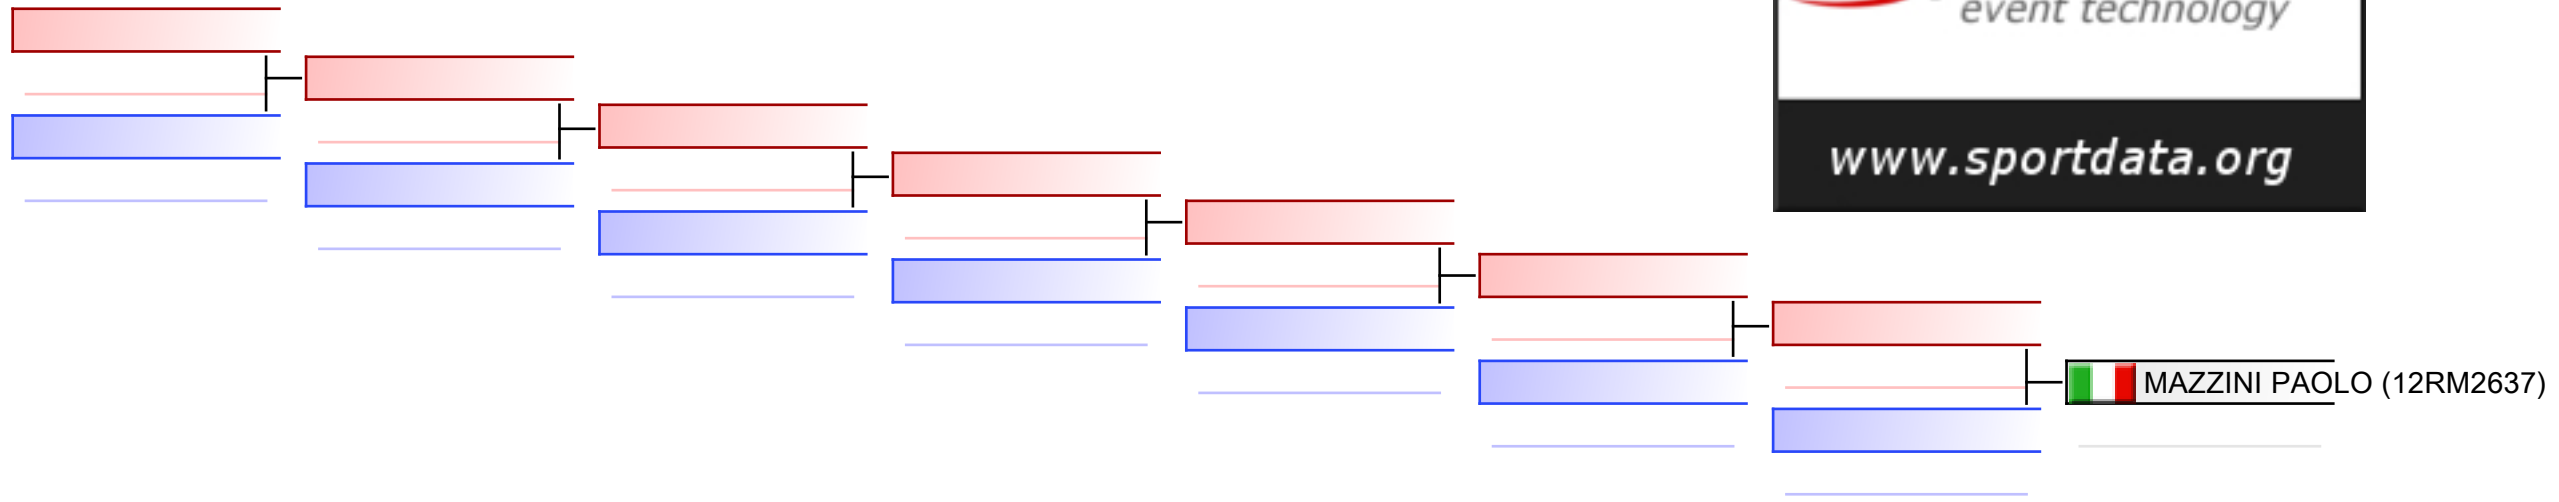 event technology
www.sportdata.org
MAZZINI PAOLO (12RM2637)